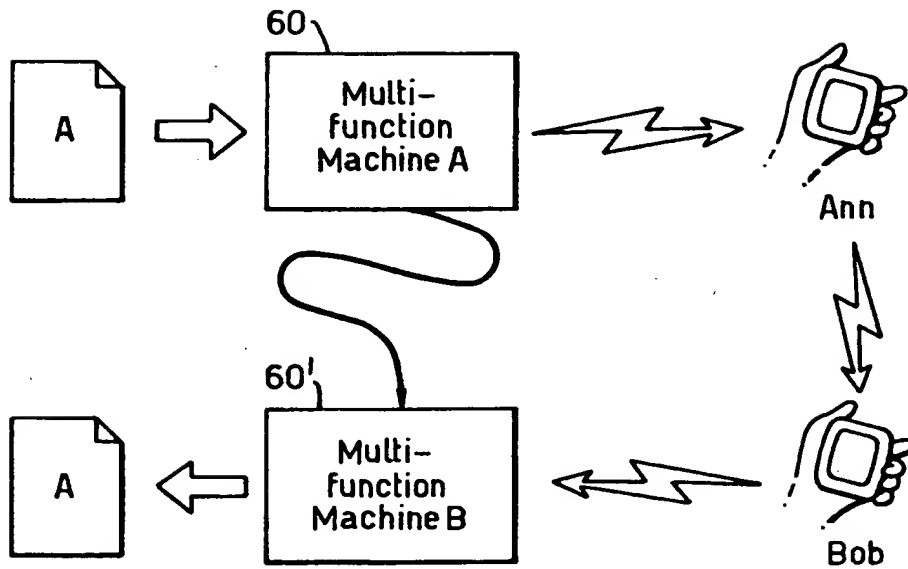 60
A
Multi-
function
Machine A
Ann
60'
A
Multi-
function
Machine B
Bob